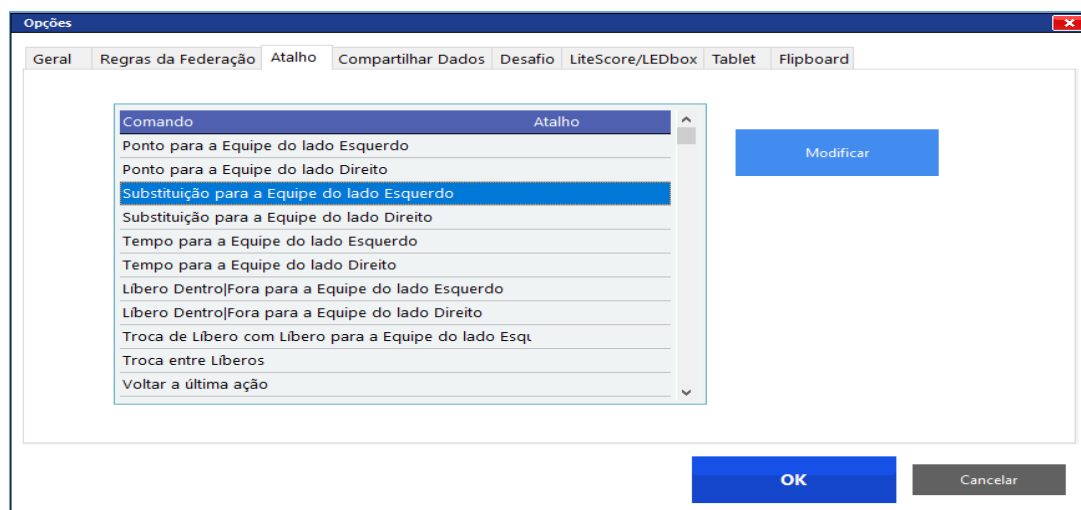 Opções
Geral Regras da Federação Atalho Compartilhar Dados Desafio LiteScore/LEDbox Tablet Flipboard
Comando Atalho
Ponto para a Equipe do lado Esquerdo
Modificar
Ponto para a Equipe do lado Direito
Substituição para a Equipe do lado Esquerdo
Substituição para a Equipe do lado Direito
Tempo para a Equipe do lado Esquerdo
Tempo para a Equipe do lado Direito
Líbero Dentro|Fora para a Equipe do lado Esquerdo
Líbero Dentro|Fora para a Equipe do lado Direito
Troca de Líbero com Líbero para a Equipe do lado Esqu
Troca entre Líberos
Voltar a última ação
OK Cancelar